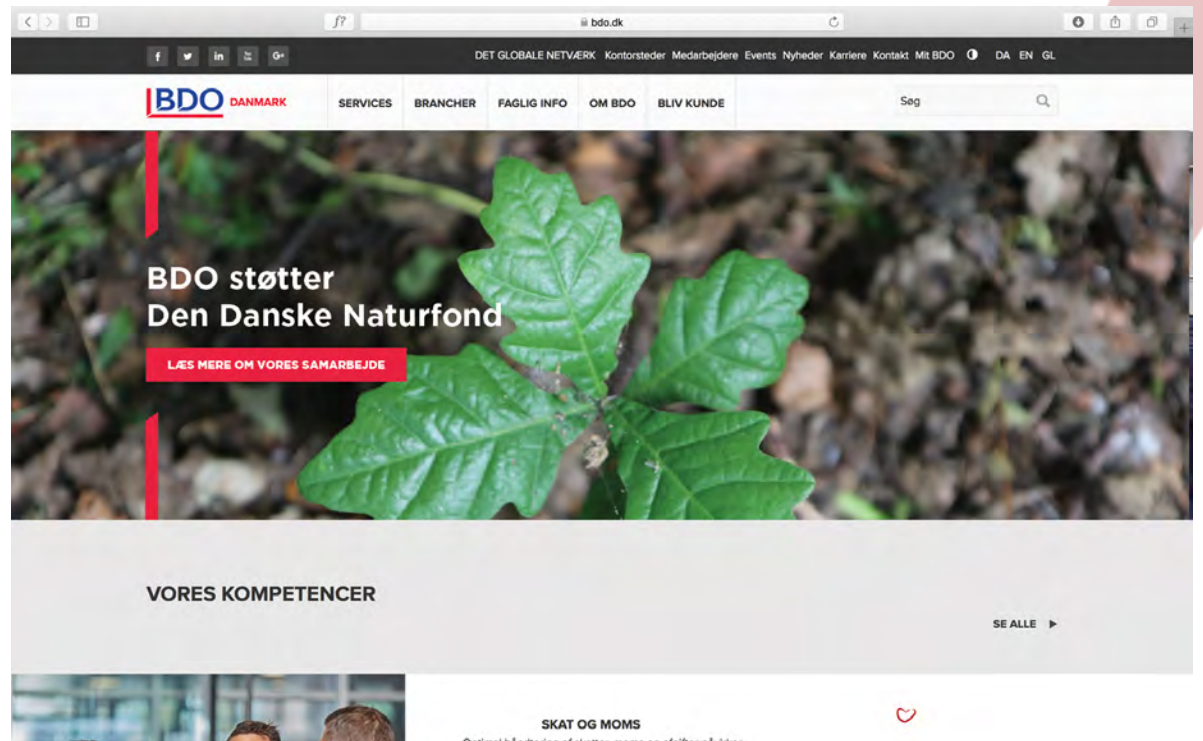 f?
bdo.dk
DET GLOBALE NETVÆRK Kontorsteder Medarbejdere Events Nyheder Karriere Kontakt Mit BDO DA EN GL
BDO DANMARK
SERVICES BRANCHER FAGLIG INFO OM BDO BLIV KUNDE
Søg
BDO støtter
Den Danske Naturfond
LÆS MERE OM VORES SAMARBEJDE
VORES KOMPETENCER
SE ALLE
SKAT OG MOMS